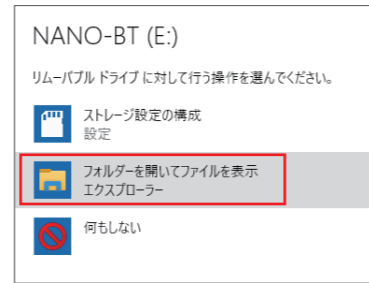 NANO-BT (E:)
リムーバブル ドライブ に対して行う操作を選んでください。
ストレージ設定の構成
設定
フォルダーを開いてファイルを表示
エクスプローラー
何もしない